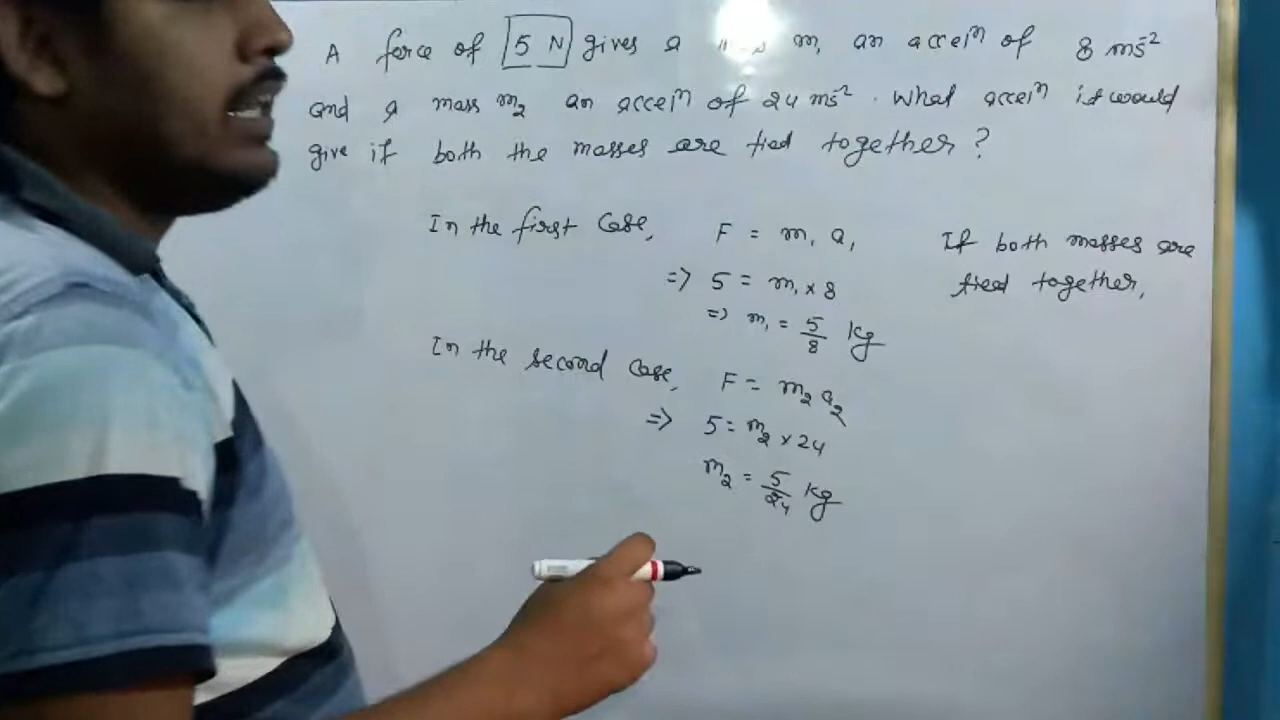 A force of 5 N gives a m₁ an accelⁿ of 8 ms⁻²
and a mass m₂ an accelⁿ of 24 ms⁻². What accelⁿ it would
give if both the masses are tied together?
In the first case, F = m₁ a₁
=> 5 = m₁ × 8
=> m₁ = 5/8 kg
In the second case, F = m₂ a₂
=> 5 = m₂ × 24
m₂ = 5/24 kg
If both masses are
tied together,